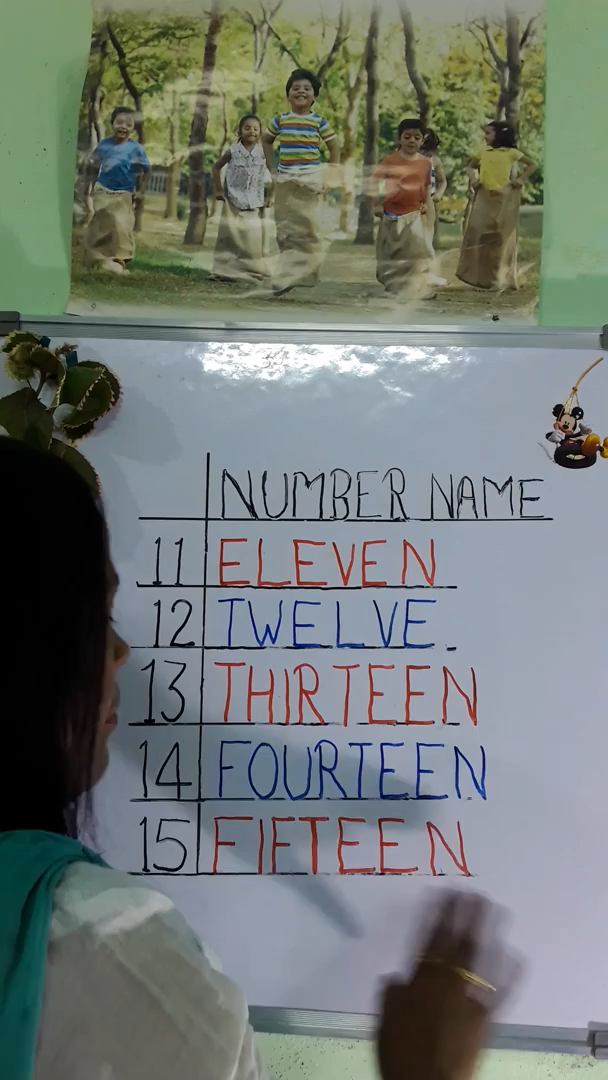 NUMBER NAME
11 ELEVEN
12 TWELVE
13 THIRTEEN
14 FOURTEEN
15 FIFTEEN